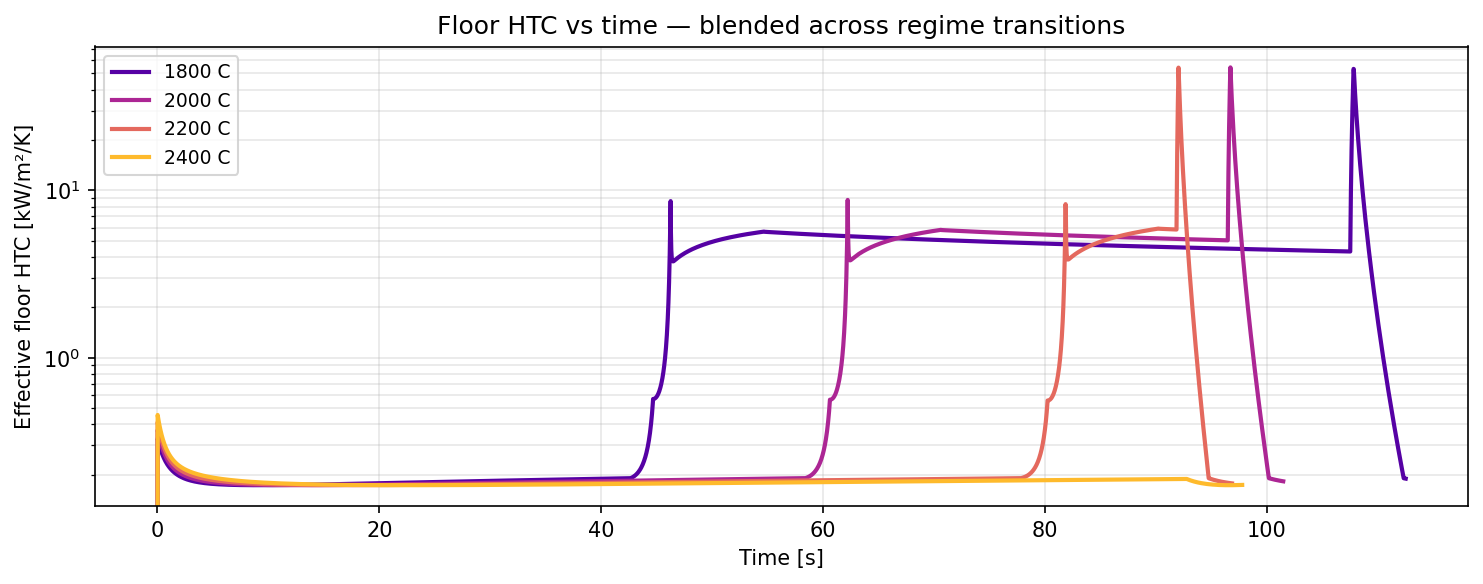 Floor HTC vs time — blended across regime transitions
1800 C
2000 C
2200 C
2400 C
Effective floor HTC [kW/m²/K]
10¹
10⁰
0 20 40 60 80 100
Time [s]